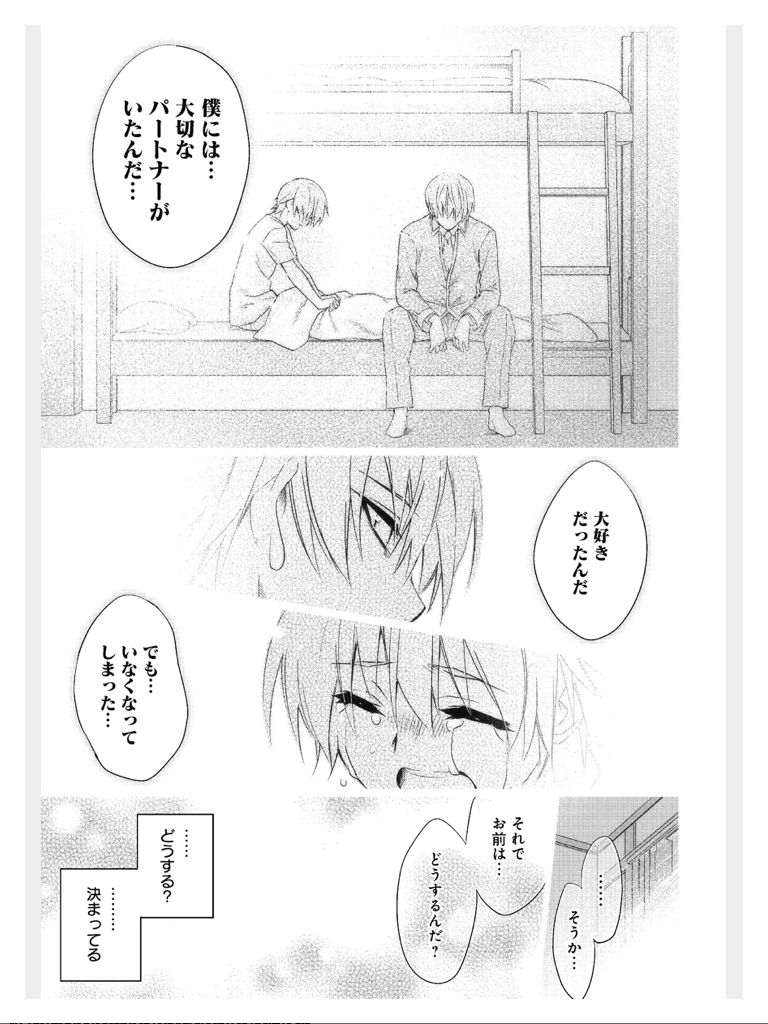 僕には…
大切な
パートナーが
いたんだ…
大好き
だったんだ
でも…
いなくなって
しまった…
……
そうか…
それで
お前は…
どうするんだ？
……
どうする？
………
決まってる